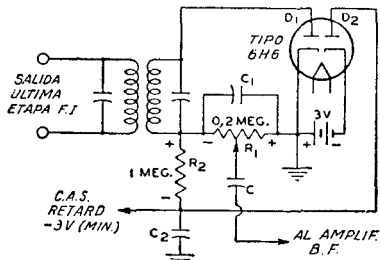 D1 D2
TIPO
6H6
SALIDA
ULTIMA
ETAPA F.I
C1
0,2 MEG.
3V
+ - + + -
R1
R2
1 MEG.
-
C
C.A.S.
RETARD
-3V (MIN.)
C2
AL AMPLIF.
B.F.